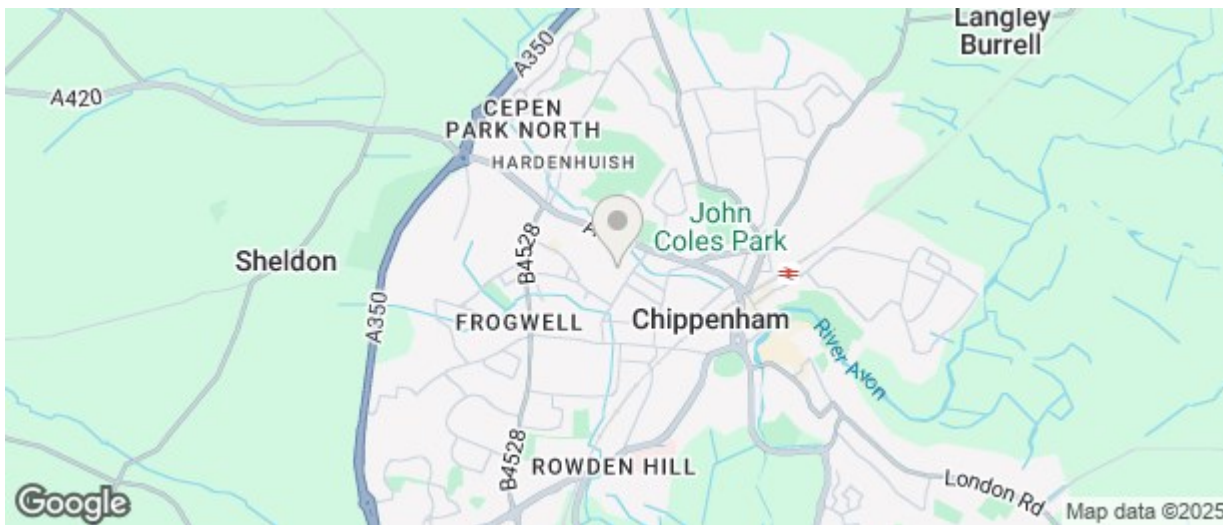 Langley
Burrell
A350
A420
CEPEN
PARK NORTH
HARDENHUISH
John
Coles Park
A
B4528
Sheldon
A350
FROGWELL
Chippenham
River Avon
B4528
ROWDEN HILL
London Rd
Google
Map data ©2025